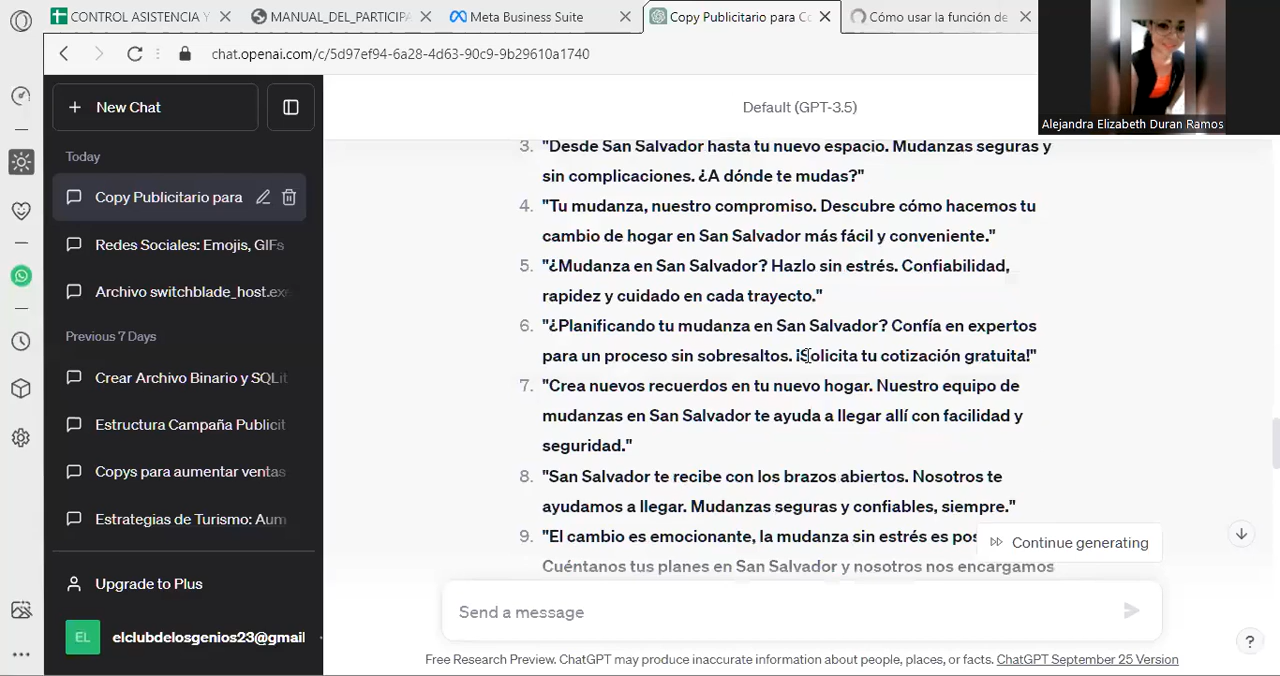 CONTROL ASISTENCIA Y
MANUAL_DEL_PARTICIPA
Meta Business Suite
Copy Publicitario para Co
Cómo usar la función de
chat.openai.com/c/5d97ef94-6a28-4d63-90c9-9b29610a1740
Alejandra Elizabeth Duran Ramos
New Chat
Default (GPT-3.5)
Today
Copy Publicitario para
Redes Sociales: Emojis, GIFs
Archivo switchblade_host.exe
Previous 7 Days
Crear Archivo Binario y SQLit
Estructura Campaña Publicit
Copys para aumentar ventas
Estrategias de Turismo: Aum
Upgrade to Plus
EL
elclubdelosgenios23@gmail
3. "Desde San Salvador hasta tu nuevo espacio. Mudanzas seguras y
sin complicaciones. ¿A dónde te mudas?"
4. "Tu mudanza, nuestro compromiso. Descubre cómo hacemos tu
cambio de hogar en San Salvador más fácil y conveniente."
5. "¿Mudanza en San Salvador? Hazlo sin estrés. Confiabilidad,
rapidez y cuidado en cada trayecto."
6. "¿Planificando tu mudanza en San Salvador? Confía en expertos
para un proceso sin sobresaltos. ¡Solicita tu cotización gratuita!"
7. "Crea nuevos recuerdos en tu nuevo hogar. Nuestro equipo de
mudanzas en San Salvador te ayuda a llegar allí con facilidad y
seguridad."
8. "San Salvador te recibe con los brazos abiertos. Nosotros te
ayudamos a llegar. Mudanzas seguras y confiables, siempre."
9. "El cambio es emocionante, la mudanza sin estrés es pos
Continue generating
Cuéntanos tus planes en San Salvador y nosotros nos encargamos
Send a message
Free Research Preview. ChatGPT may produce inaccurate information about people, places, or facts. ChatGPT September 25 Version
?